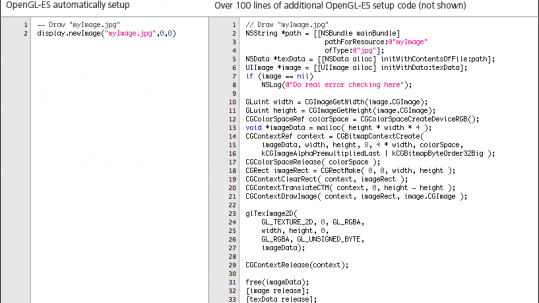 OpenGL-ES automatically setup
1 -- Draw "myImage.jpg"
2 display.newImage("myImage.jpg",0,0)
Over 100 lines of additional OpenGL-ES setup code (not shown)
1 // Draw "myImage.jpg"
2 NSString *path = [[NSBundle mainBundle]
3 pathForResource:@"myImage"
4 ofType:@"jpg"];
5 NSData *texData = [[NSData alloc] initWithContentsOfFile:path];
6 UIImage *image = [[UIImage alloc] initWithData:texData];
7 if (image == nil)
8 NSLog(@"Do real error checking here");
9
10 GLuint width = CGImageGetWidth(image.CGImage);
11 GLuint height = CGImageGetHeight(image.CGImage);
12 CGColorSpaceRef colorSpace = CGColorSpaceCreateDeviceRGB();
13 void *imageData = malloc( height * width * 4 );
14 CGContextRef context = CGBitmapContextCreate(
15 imageData, width, height, 8, 4 * width, colorSpace,
16 kCGImageAlphaPremultipliedLast | kCGBitmapByteOrder32Big );
17 CGColorSpaceRelease( colorSpace );
18 CGRect imageRect = CGRectMake( 0, 0, width, height );
19 CGContextClearRect( context, imageRect );
20 CGContextTranslateCTM( context, 0, height - height );
21 CGContextDrawImage( context, imageRect, image.CGImage );
22
23 glTexImage2D(
24 GL_TEXTURE_2D, 0, GL_RGBA,
25 width, height, 0,
26 GL_RGBA, GL_UNSIGNED_BYTE,
27 imageData);
28
29 CGContextRelease(context);
30
31 free(imageData);
32 [image release];
33 [texData release];